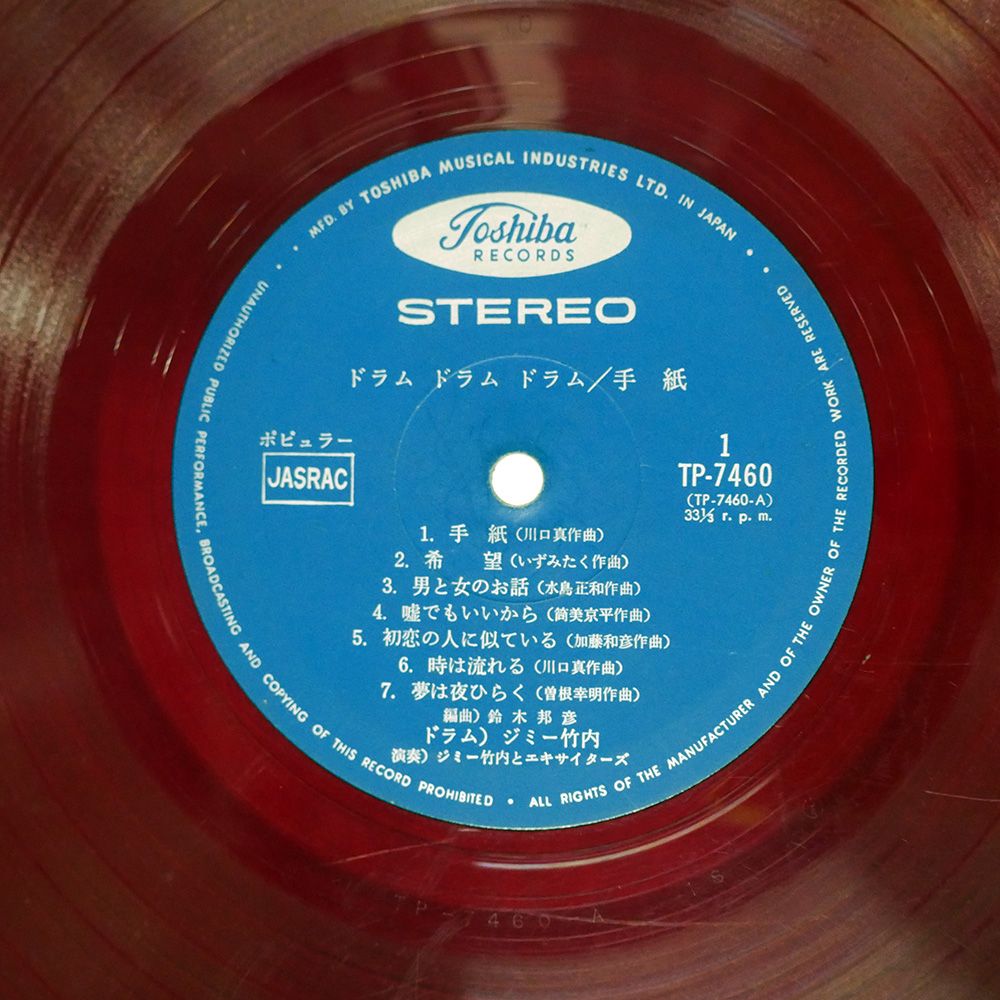 MFD. BY TOSHIBA MUSICAL INDUSTRIES LTD. IN JAPAN •
Toshiba
RECORDS
STEREO
ドラム ドラム ドラム/手 紙
ポピュラー
JASRAC
1
TP-7460
(TP-7460-A)
33⅓ r. p. m.
1. 手 紙(川口真作曲)
2. 希 望(いずみたく作曲)
3. 男と女のお話(水島正和作曲)
4. 嘘でもいいから(筒美京平作曲)
5. 初恋の人に似ている(加藤和彦作曲)
6. 時は流れる(川口真作曲)
7. 夢は夜ひらく(曽根幸明作曲)
編曲) 鈴 木 邦 彦
ドラム) ジミー竹内
演奏) ジミー竹内とエキサイターズ
• UNAUTHORIZED PUBLIC PERFORMANCE, BROADCASTING AND COPYING OF THIS RECORD PROHIBITED • ALL RIGHTS OF THE MANUFACTURER AND OF THE OWNER OF THE RECORDED WORK ARE RESERVED •
TP-7460-A